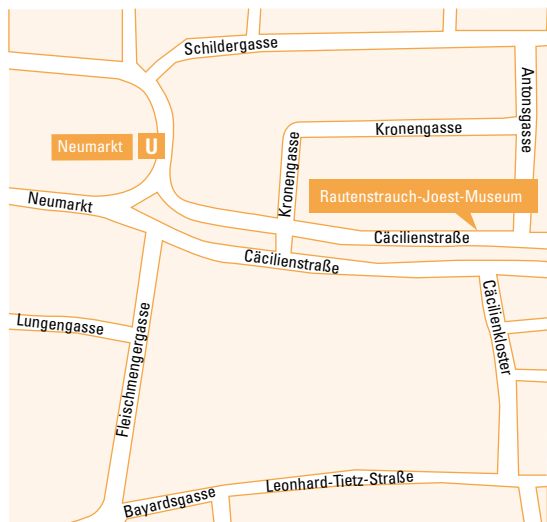 Schildergasse
Antonsgasse
Kronengasse
Neumarkt U
Kronengasse
Rautenstrauch-Joest-Museum
Neumarkt
Cäcilienstraße
Cäcilienstraße
Cäcilienkloster
Lungengasse
Fleischmengergasse
Leonhard-Tietz-Straße
Bayardsgasse